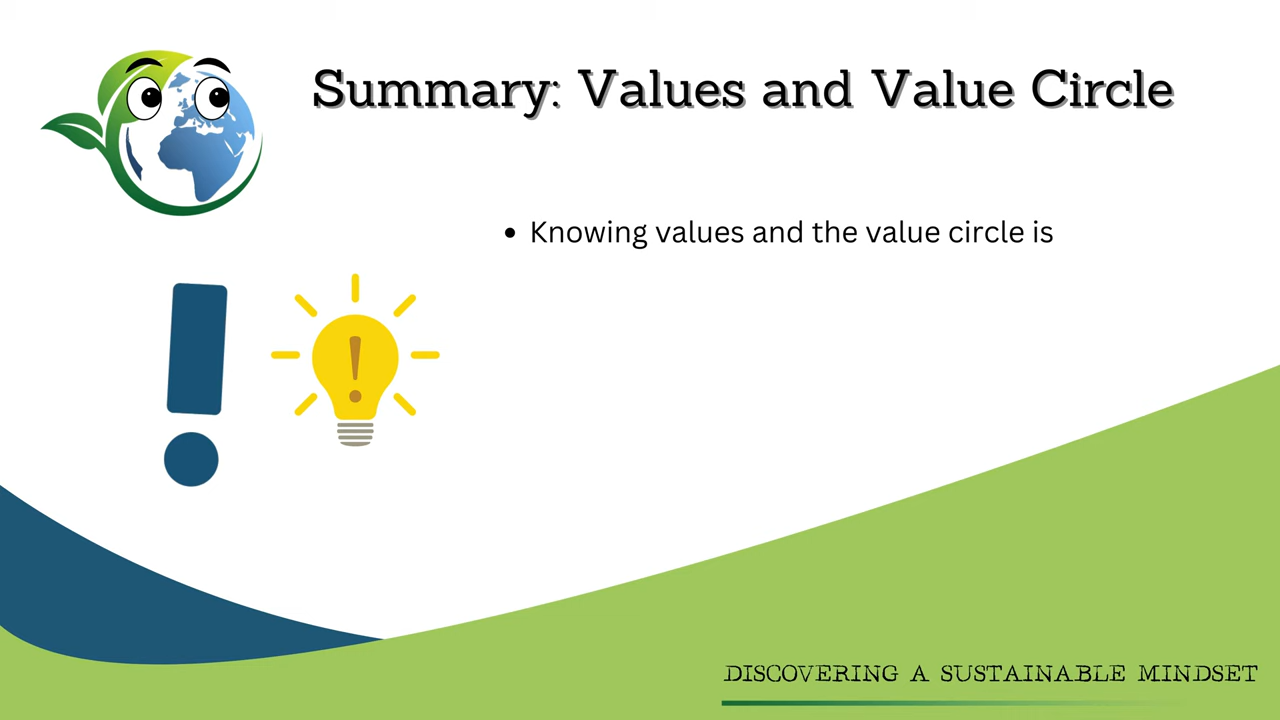 Summary: Values and Value Circle
• Knowing values and the value circle is
DISCOVERING A SUSTAINABLE MINDSET